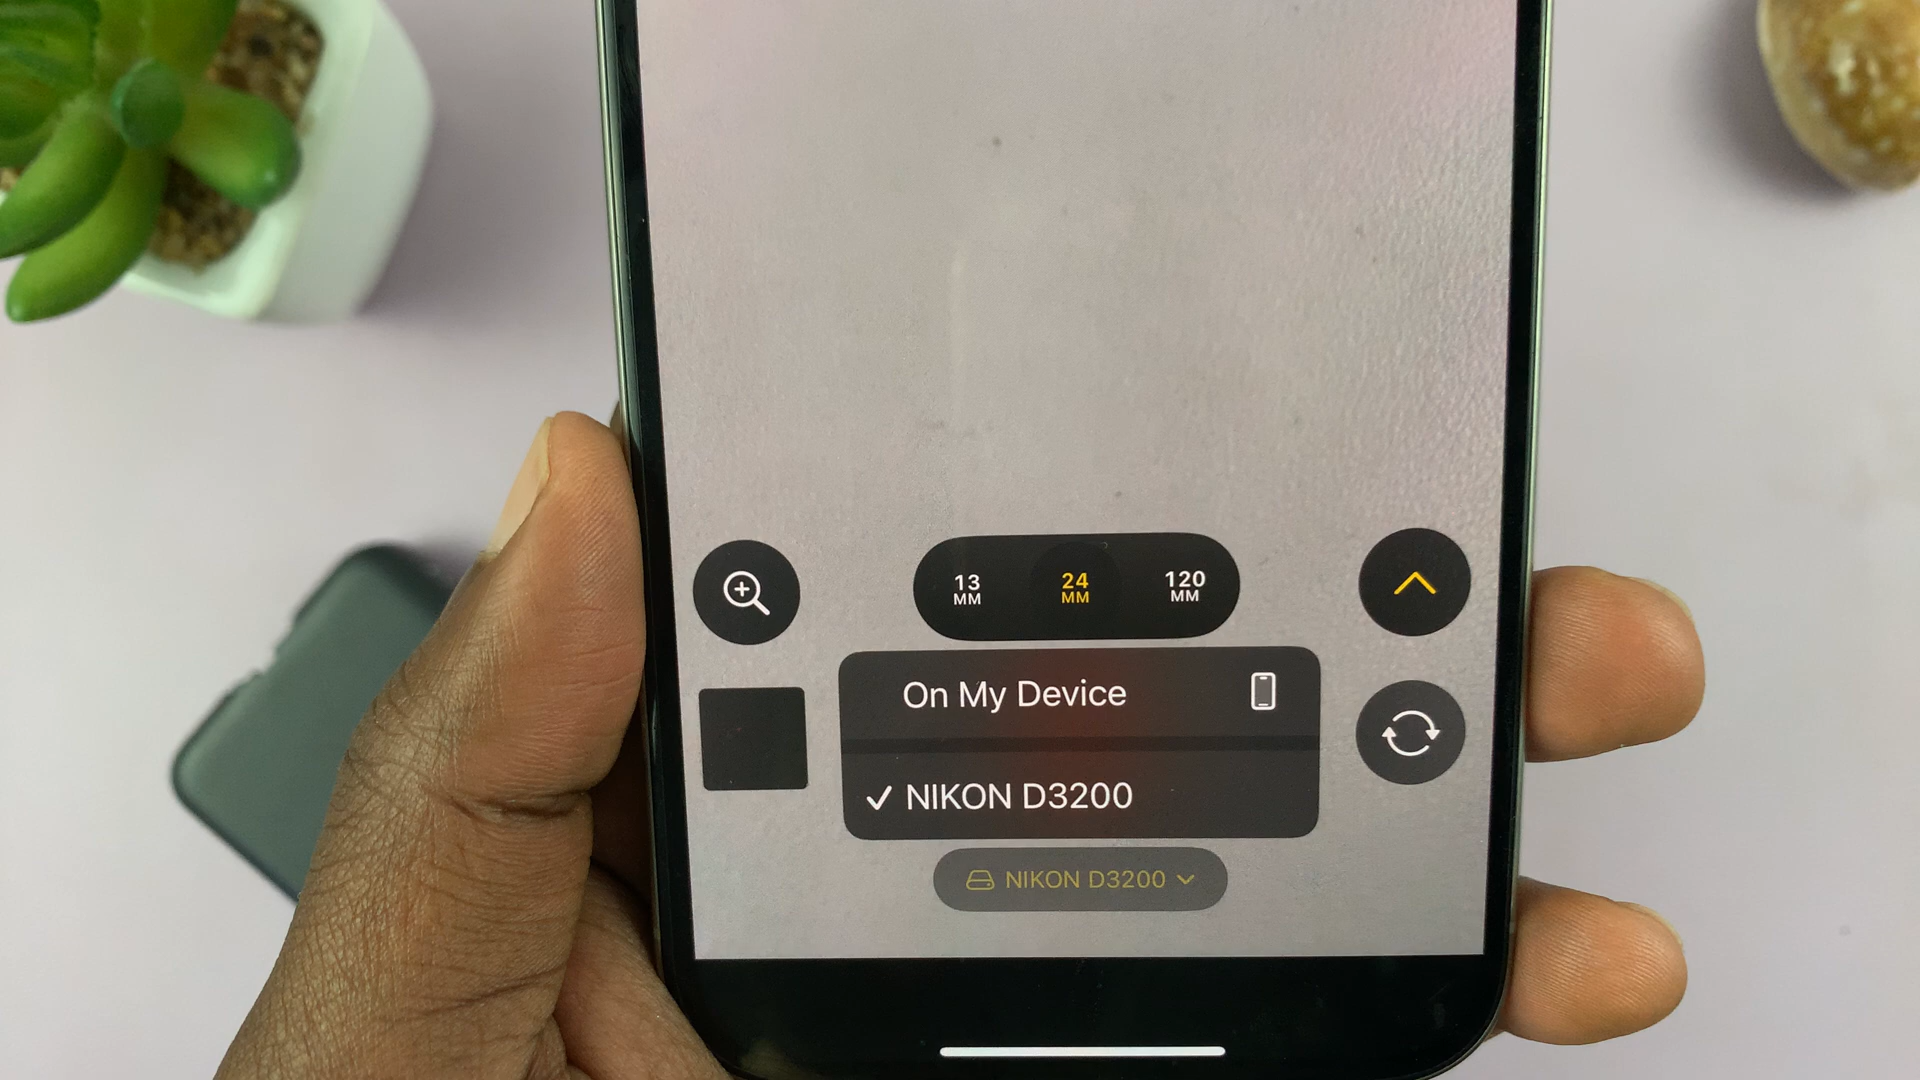 13 MM
24 MM
120 MM
On My Device
NIKON D3200
NIKON D3200